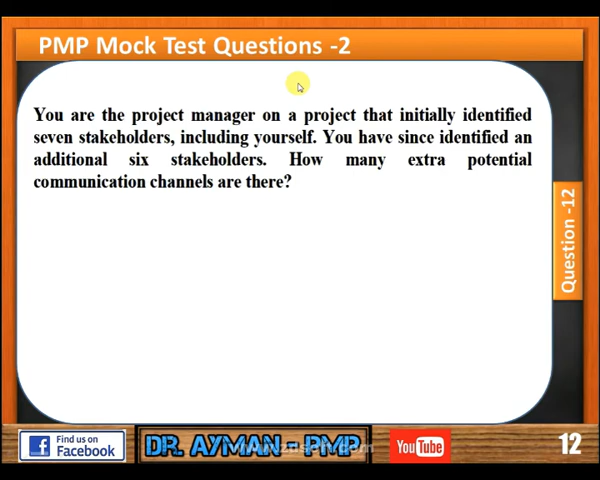 PMP Mock Test Questions -2
You are the project manager on a project that initially identified
seven stakeholders, including yourself. You have since identified an
additional six stakeholders. How many extra potential
communication channels are there?
Question -12
Find us on
Facebook
DR. AYMAN - PMP
YouTube
12